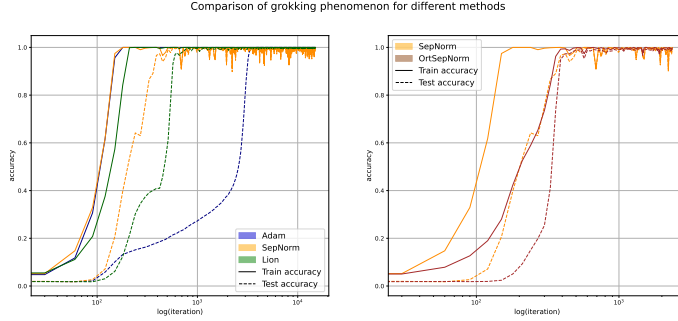 Comparison of grokking phenomenon for different methods
accuracy
1.0
0.8
0.6
0.4
0.2
0.0
10²
10³
10⁴
log(iteration)
Adam
SepNorm
Lion
Train accuracy
Test accuracy
accuracy
1.0
0.8
0.6
0.4
0.2
0.0
10²
10³
log(iteration)
SepNorm
OrtSepNorm
Train accuracy
Test accuracy